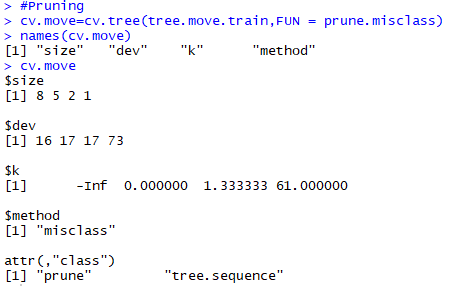 > #Pruning
> cv.move=cv.tree(tree.move.train,FUN = prune.misclass)
> names(cv.move)
[1] "size"   "dev"    "k"      "method"
> cv.move
$size
[1] 8 5 2 1

$dev
[1] 16 17 17 73

$k
[1]      -Inf  0.000000  1.333333 61.000000

$method
[1] "misclass"

attr(,"class")
[1] "prune"         "tree.sequence"